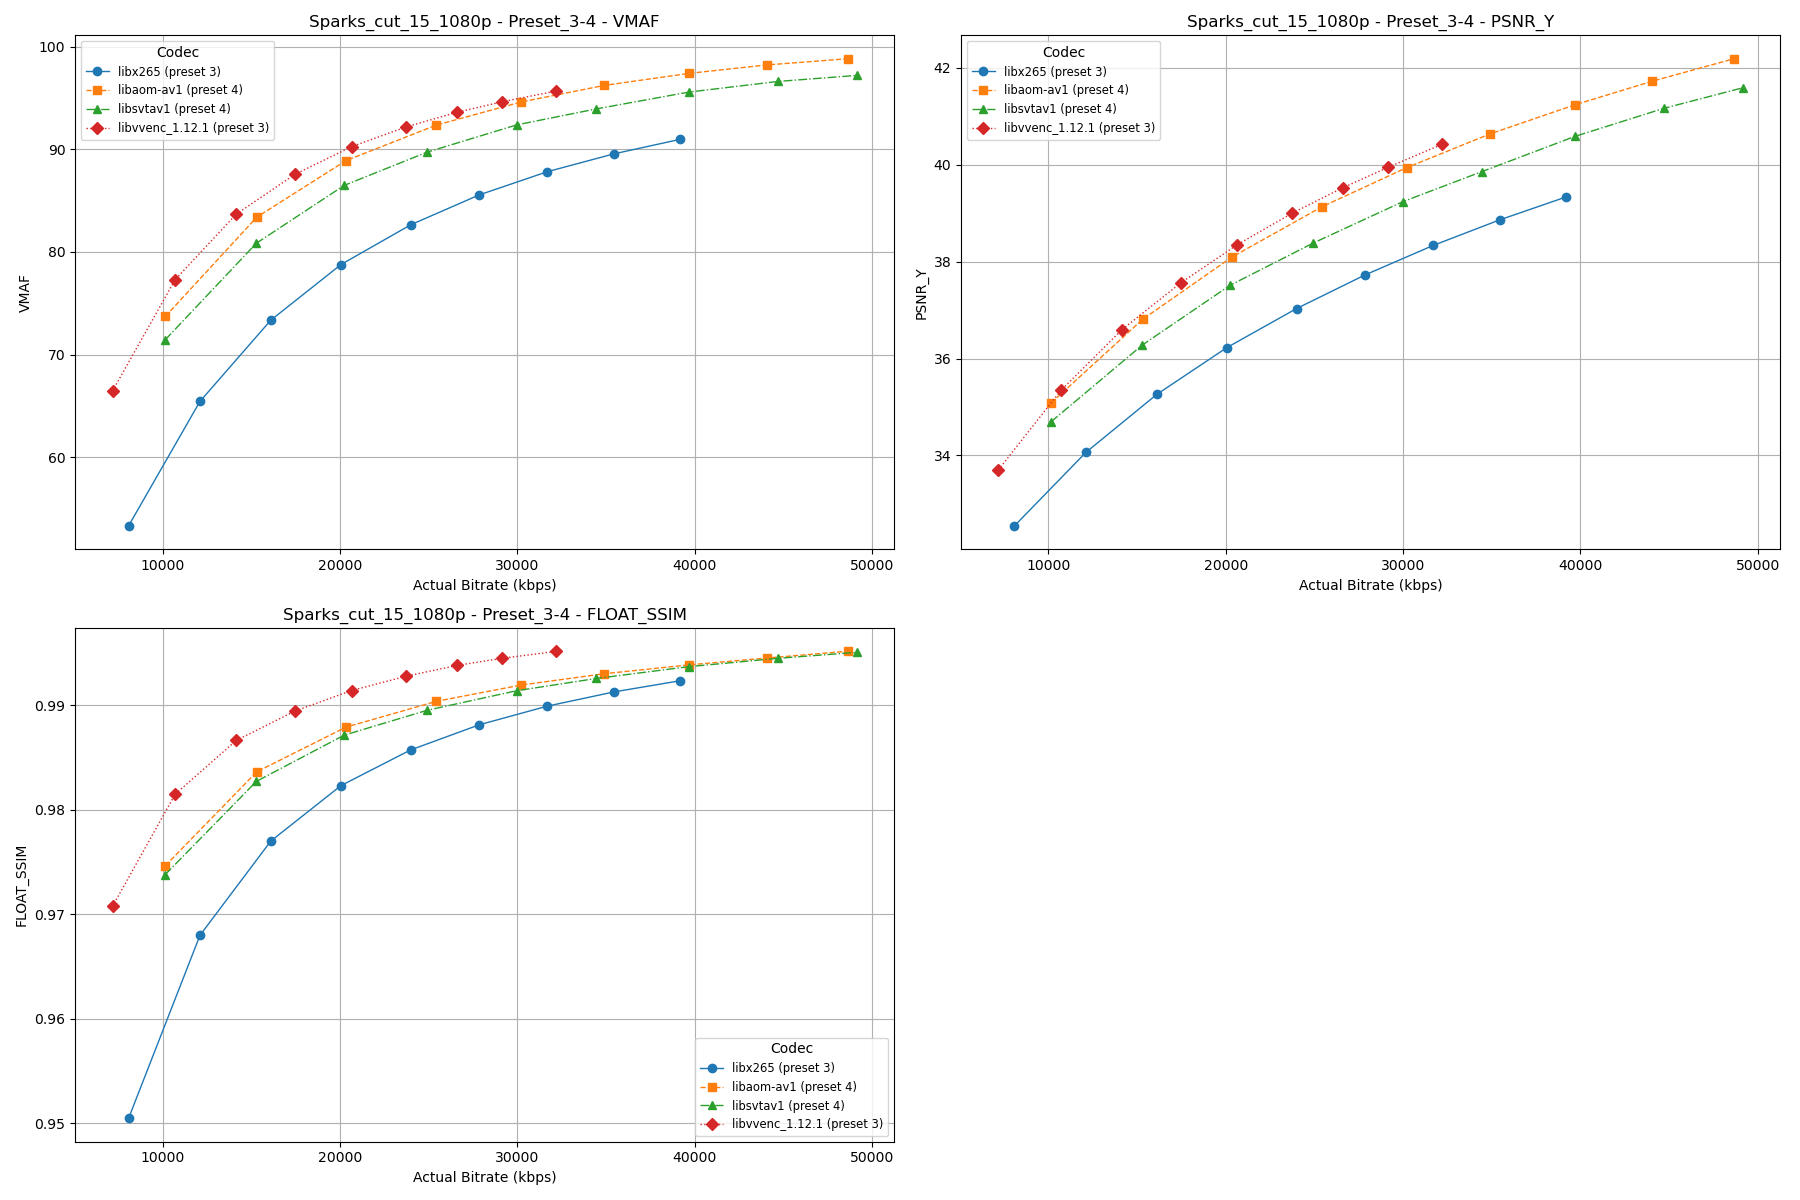 Sparks_cut_15_1080p - Preset_3-4 - VMAF
Codec
libx265 (preset 3)
libaom-av1 (preset 4)
libsvtav1 (preset 4)
libvvenc_1.12.1 (preset 3)
100
90
80
70
60
VMAF
10000 20000 30000 40000 50000
Actual Bitrate (kbps)
Sparks_cut_15_1080p - Preset_3-4 - PSNR_Y
Codec
libx265 (preset 3)
libaom-av1 (preset 4)
libsvtav1 (preset 4)
libvvenc_1.12.1 (preset 3)
42
40
38
36
34
PSNR_Y
10000 20000 30000 40000 50000
Actual Bitrate (kbps)
Sparks_cut_15_1080p - Preset_3-4 - FLOAT_SSIM
0.99
0.98
0.97
0.96
0.95
FLOAT_SSIM
Codec
libx265 (preset 3)
libaom-av1 (preset 4)
libsvtav1 (preset 4)
libvvenc_1.12.1 (preset 3)
10000 20000 30000 40000 50000
Actual Bitrate (kbps)